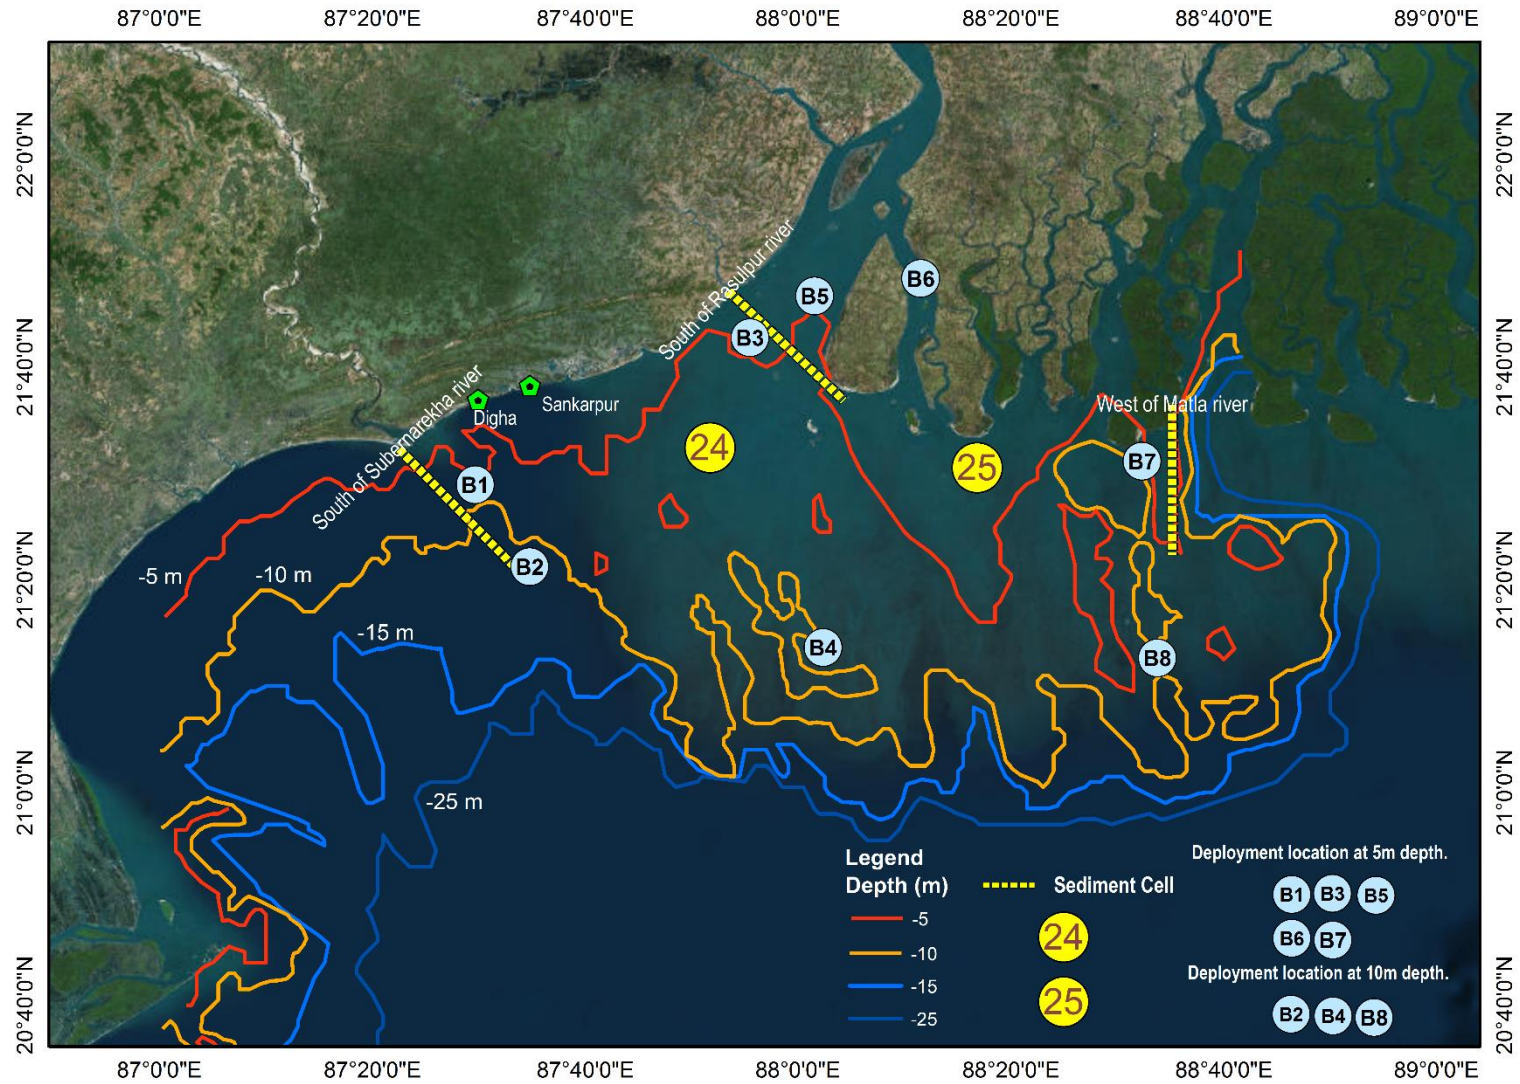 87°0'0"E 87°20'0"E 87°40'0"E 88°0'0"E 88°20'0"E 88°40'0"E 89°0'0"E
22°0'0"N
22°0'0"N
21°40'0"N
21°40'0"N
21°20'0"N
21°20'0"N
21°0'0"N
21°0'0"N
20°40'0"N
20°40'0"N
South of Rasulpur river
B6
B5
B3
South of Subernarekha river
Sankarpur
Digha
West of Matla river
24
25
B7
B1
B2
-5 m
-10 m
-15 m
B4
B8
-25 m
Legend
Depth (m)
-5
-10
-15
-25
Sediment Cell
24
25
Deployment location at 5m depth.
B1 B3 B5
B6 B7
Deployment location at 10m depth.
B2 B4 B8
87°0'0"E 87°20'0"E 87°40'0"E 88°0'0"E 88°20'0"E 88°40'0"E 89°0'0"E